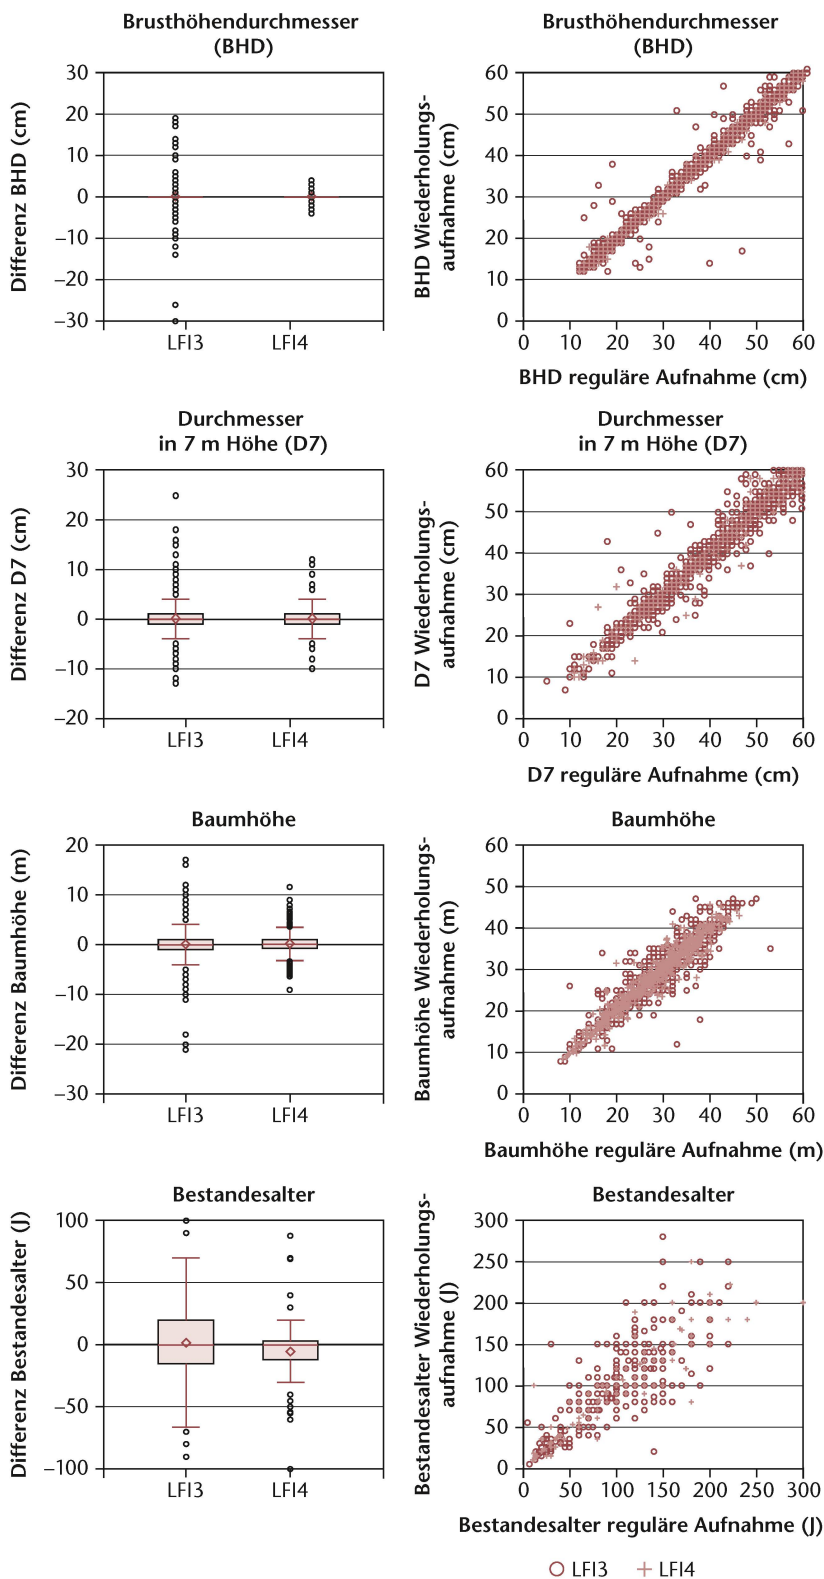 Brusthöhendurchmesser
(BHD)
Differenz BHD (cm)
30
20
10
0
−10
−20
−30
LFI3
LFI4
Brusthöhendurchmesser
(BHD)
BHD Wiederholungs-
aufnahme (cm)
60
50
40
30
20
10
0
0 10 20 30 40 50 60
BHD reguläre Aufnahme (cm)
Durchmesser
in 7 m Höhe (D7)
Differenz D7 (cm)
30
20
10
0
−10
−20
LFI3
LFI4
Durchmesser
in 7 m Höhe (D7)
D7 Wiederholungs-
aufnahme (cm)
60
50
40
30
20
10
0
0 10 20 30 40 50 60
D7 reguläre Aufnahme (cm)
Baumhöhe
Differenz Baumhöhe (m)
20
10
0
−10
−20
−30
LFI3
LFI4
Baumhöhe
Baumhöhe Wiederholungs-
aufnahme (m)
60
50
40
30
20
10
0
0 10 20 30 40 50 60
Baumhöhe reguläre Aufnahme (m)
Bestandesalter
Differenz Bestandesalter (J)
100
50
0
−50
−100
LFI3
LFI4
Bestandesalter
Bestandesalter Wiederholungs-
aufnahme (J)
300
250
200
150
100
50
0
0 50 100 150 200 250 300
Bestandesalter reguläre Aufnahme (J)
LFI3
LFI4